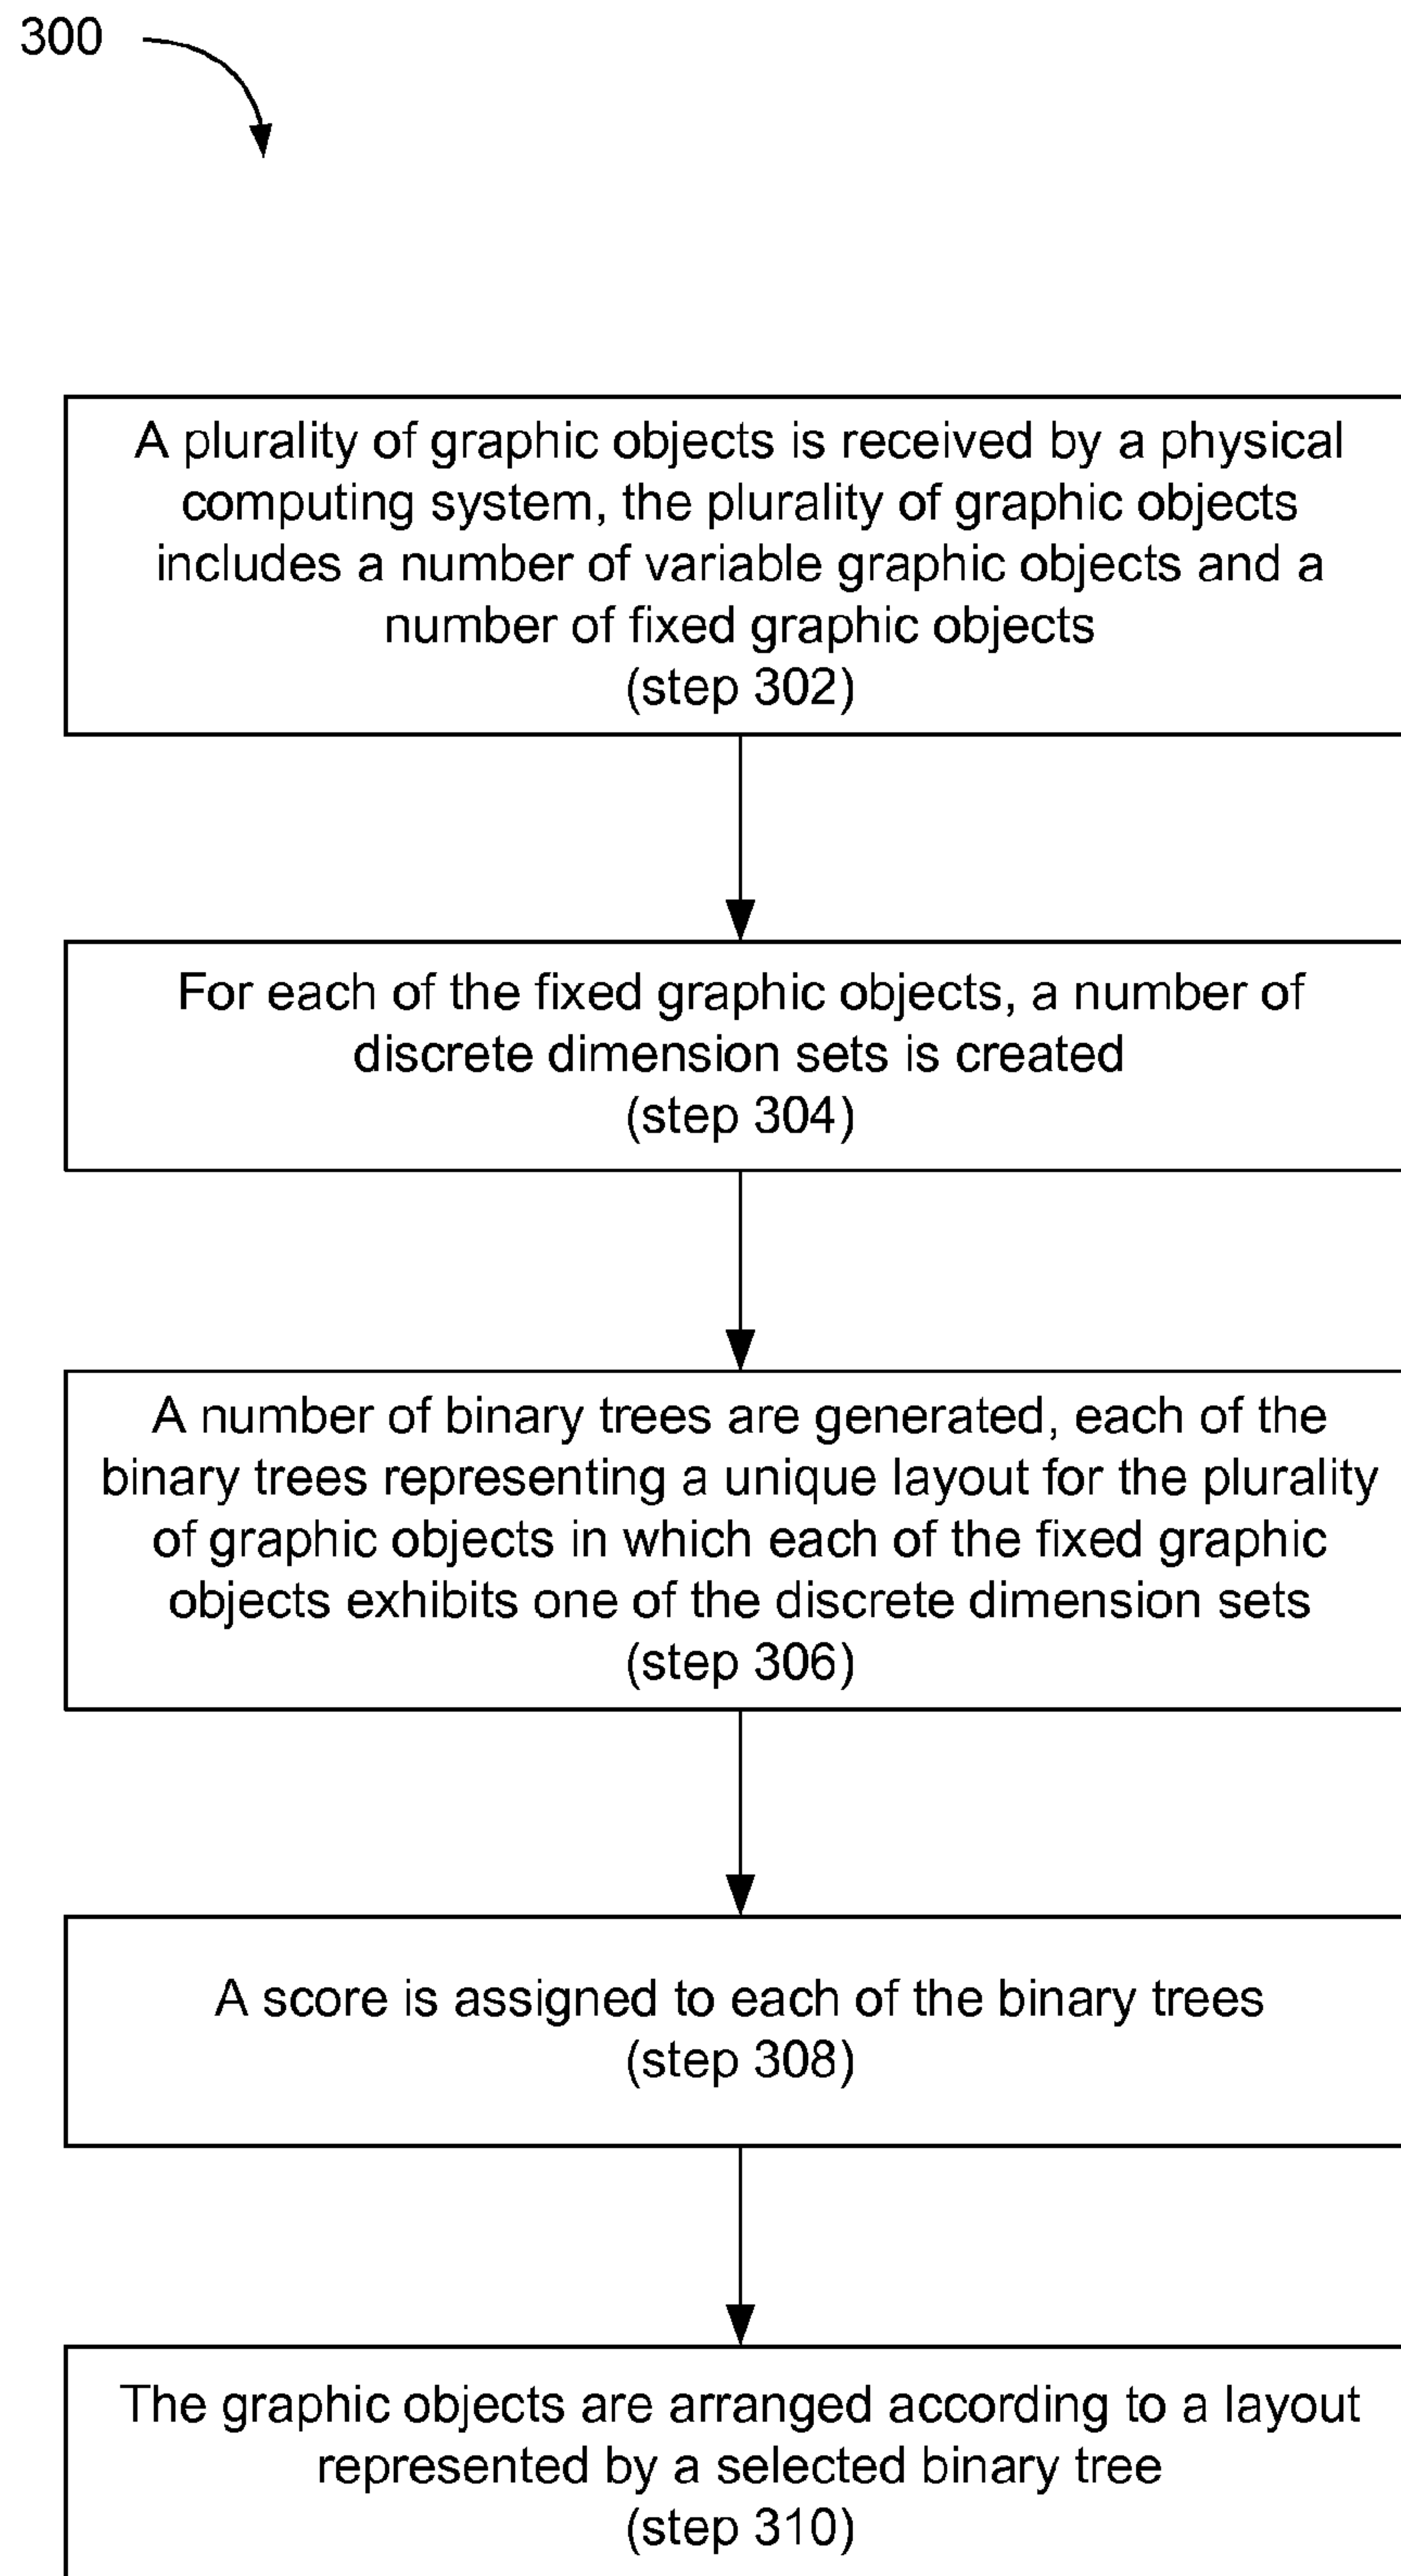 300
A plurality of graphic objects is received by a physical
computing system, the plurality of graphic objects
includes a number of variable graphic objects and a
number of fixed graphic objects
(step 302)
For each of the fixed graphic objects, a number of
discrete dimension sets is created
(step 304)
A number of binary trees are generated, each of the
binary trees representing a unique layout for the plurality
of graphic objects in which each of the fixed graphic
objects exhibits one of the discrete dimension sets
(step 306)
A score is assigned to each of the binary trees
(step 308)
The graphic objects are arranged according to a layout
represented by a selected binary tree
(step 310)